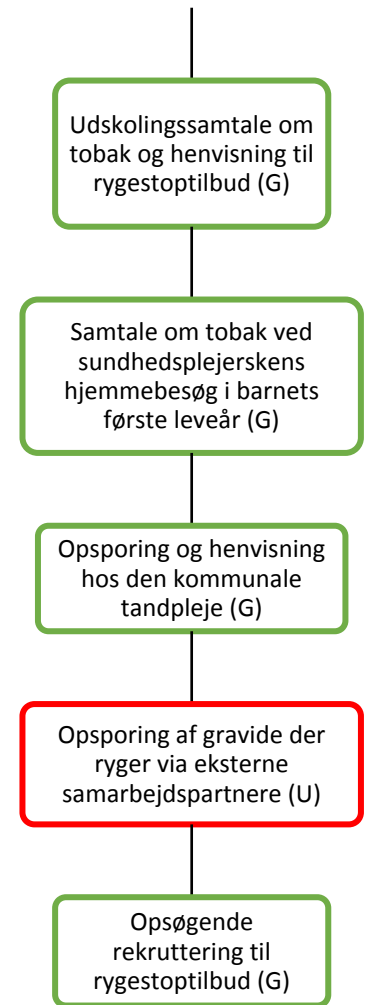 Udskolingssamtale om
tobak og henvisning til
rygestoptilbud (G)
Samtale om tobak ved
sundhedsplejerskens
hjemmebesøg i barnets
første leveår (G)
Opsporing og henvisning
hos den kommunale
tandpleje (G)
Opsporing af gravide der
ryger via eksterne
samarbejdspartnere (U)
Opsøgende
rekruttering til
rygestoptilbud (G)